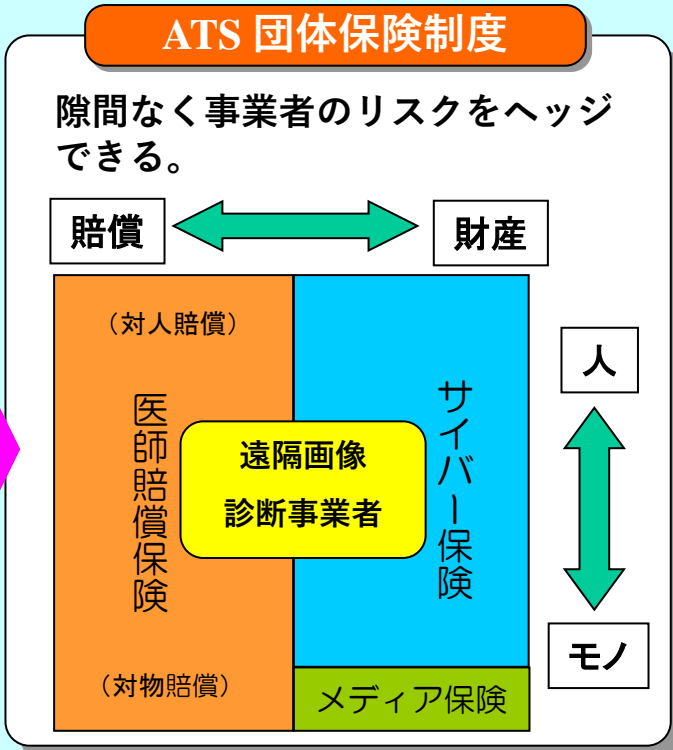 ATS 団体保険制度
隙間なく事業者のリスクをヘッジ
できる。
賠償
財産
（対人賠償）
医師賠償保険
（対物賠償）
遠隔画像
診断事業者
サイバー保険
メディア保険
人
モノ